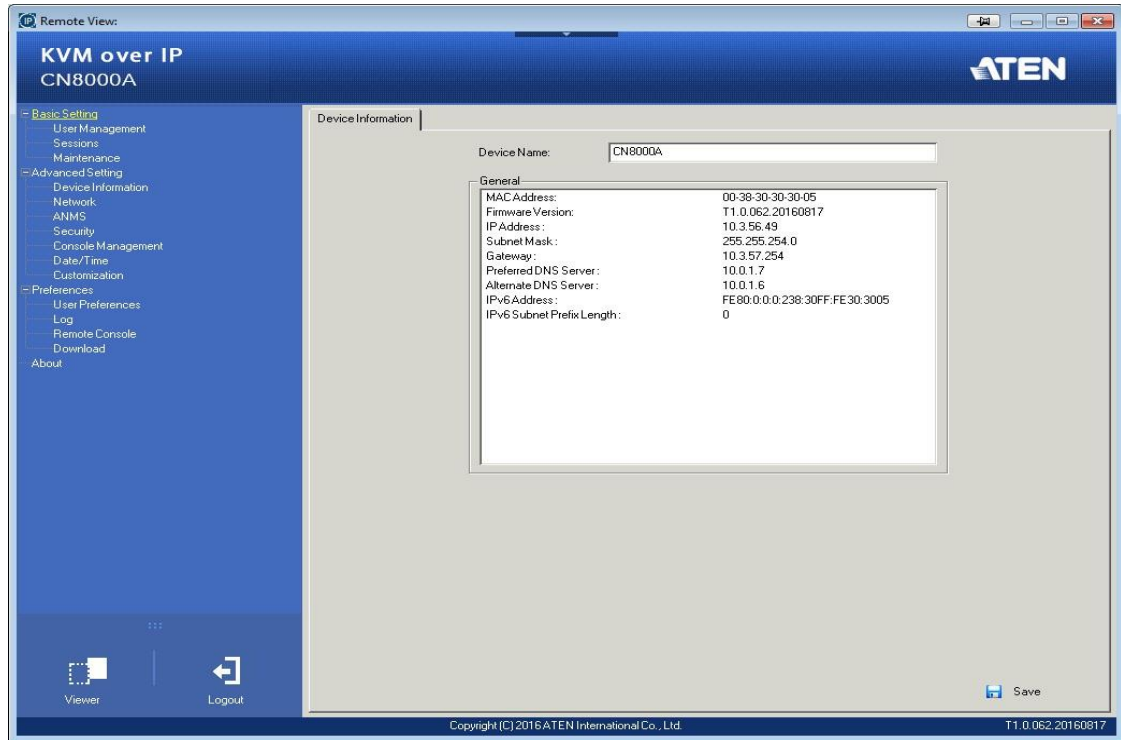 Remote View:
KVM over IP
CN8000A
ATEN
Basic Setting
User Management
Sessions
Maintenance
Advanced Setting
Device Information
Network
ANMS
Security
Console Management
Date/Time
Customization
Preferences
User Preferences
Log
Remote Console
Download
About
Viewer
Logout
Device Information
Device Name: CN8000A
General
MAC Address: 00-38-30-30-30-05
Firmware Version: T1.0.062.20160817
IP Address: 10.3.56.49
Subnet Mask: 255.255.254.0
Gateway: 10.3.57.254
Preferred DNS Server: 10.0.1.7
Alternate DNS Server: 10.0.1.6
IPv6 Address: FE80:0:0:0:238:30FF:FE30:3005
IPv6 Subnet Prefix Length: 0
Save
Copyright (C) 2016 ATEN International Co., Ltd.
T1.0.062.20160817